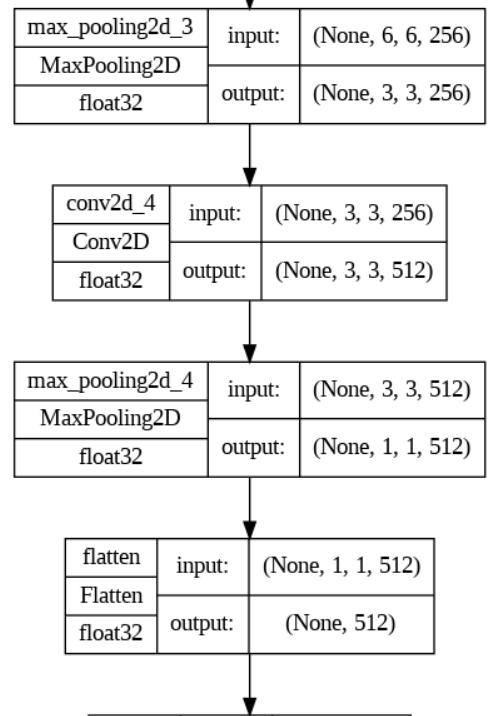 max_pooling2d_3
MaxPooling2D
float32
input:
(None, 6, 6, 256)
output:
(None, 3, 3, 256)
conv2d_4
Conv2D
float32
input:
(None, 3, 3, 256)
output:
(None, 3, 3, 512)
max_pooling2d_4
MaxPooling2D
float32
input:
(None, 3, 3, 512)
output:
(None, 1, 1, 512)
flatten
Flatten
float32
input:
(None, 1, 1, 512)
output:
(None, 512)